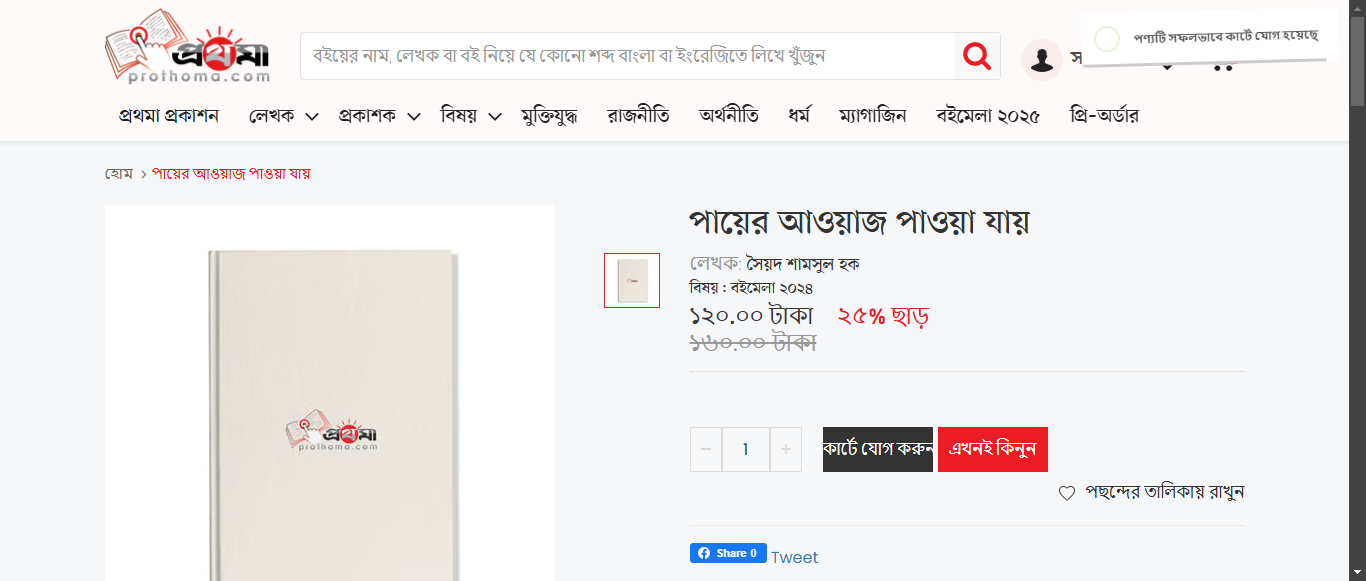 প্রথমা
prothoma.com
বইয়ের নাম, লেখক বা বই নিয়ে যে কোনো শব্দ বাংলা বা ইংরেজিতে লিখে খুঁজুন
পণ্যটি সফলভাবে কার্টে যোগ হয়েছে
প্রথমা প্রকাশন লেখক প্রকাশক বিষয় মুক্তিযুদ্ধ রাজনীতি অর্থনীতি ধর্ম ম্যাগাজিন বইমেলা ২০২৫ প্রি-অর্ডার
হোম > পায়ের আওয়াজ পাওয়া যায়
পায়ের আওয়াজ পাওয়া যায়
লেখক: সৈয়দ শামসুল হক
বিষয় : বইমেলা ২০২৪
১২০.০০ টাকা ২৫% ছাড়
১৬০.০০ টাকা
প্রথমা
prothoma.com
− 1 + কার্টে যোগ করুন এখনই কিনুন
পছন্দের তালিকায় রাখুন
Share 0 Tweet